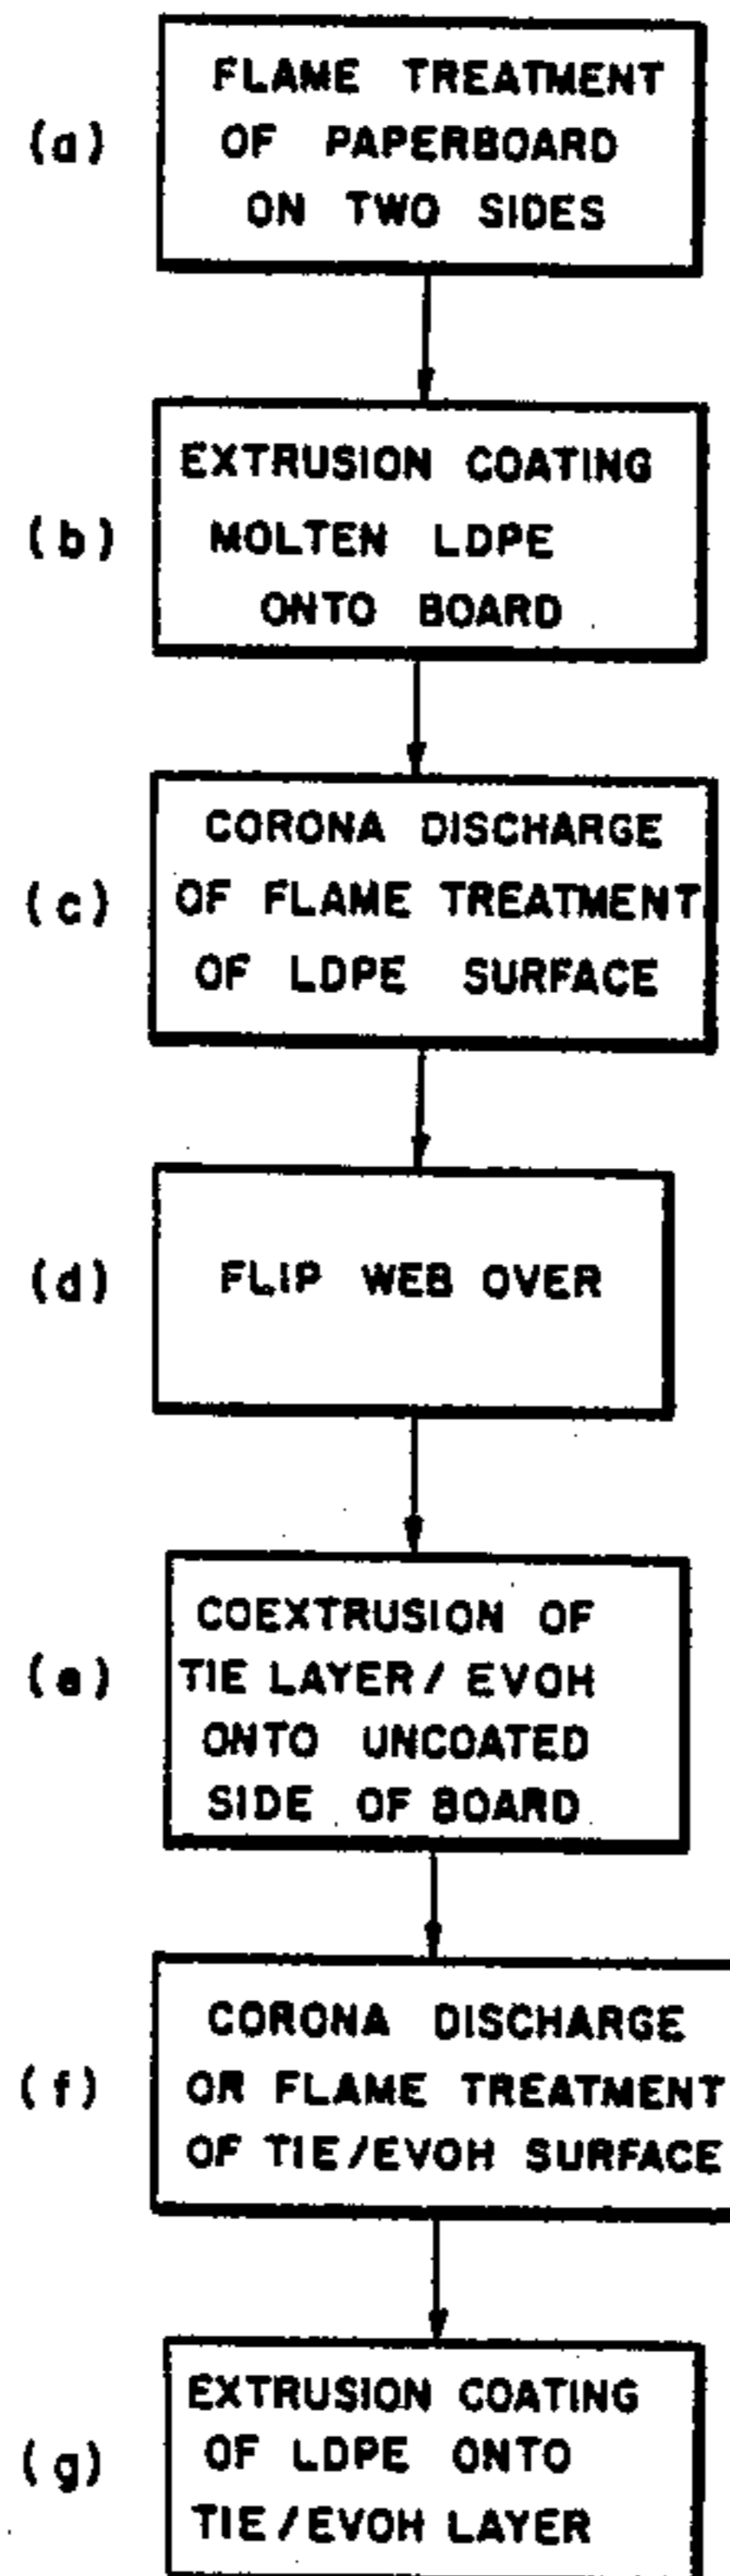 (a)
FLAME TREATMENT
OF PAPERBOARD
ON TWO SIDES
(b)
EXTRUSION COATING
MOLTEN LDPE
ONTO BOARD
(c)
CORONA DISCHARGE
OF FLAME TREATMENT
OF LDPE SURFACE
(d)
FLIP WEB OVER
(e)
COEXTRUSION OF
TIE LAYER/ EVOH
ONTO UNCOATED
SIDE OF BOARD
(f)
CORONA DISCHARGE
OR FLAME TREATMENT
OF TIE/EVOH SURFACE
(g)
EXTRUSION COATING
OF LDPE ONTO
TIE/EVOH LAYER